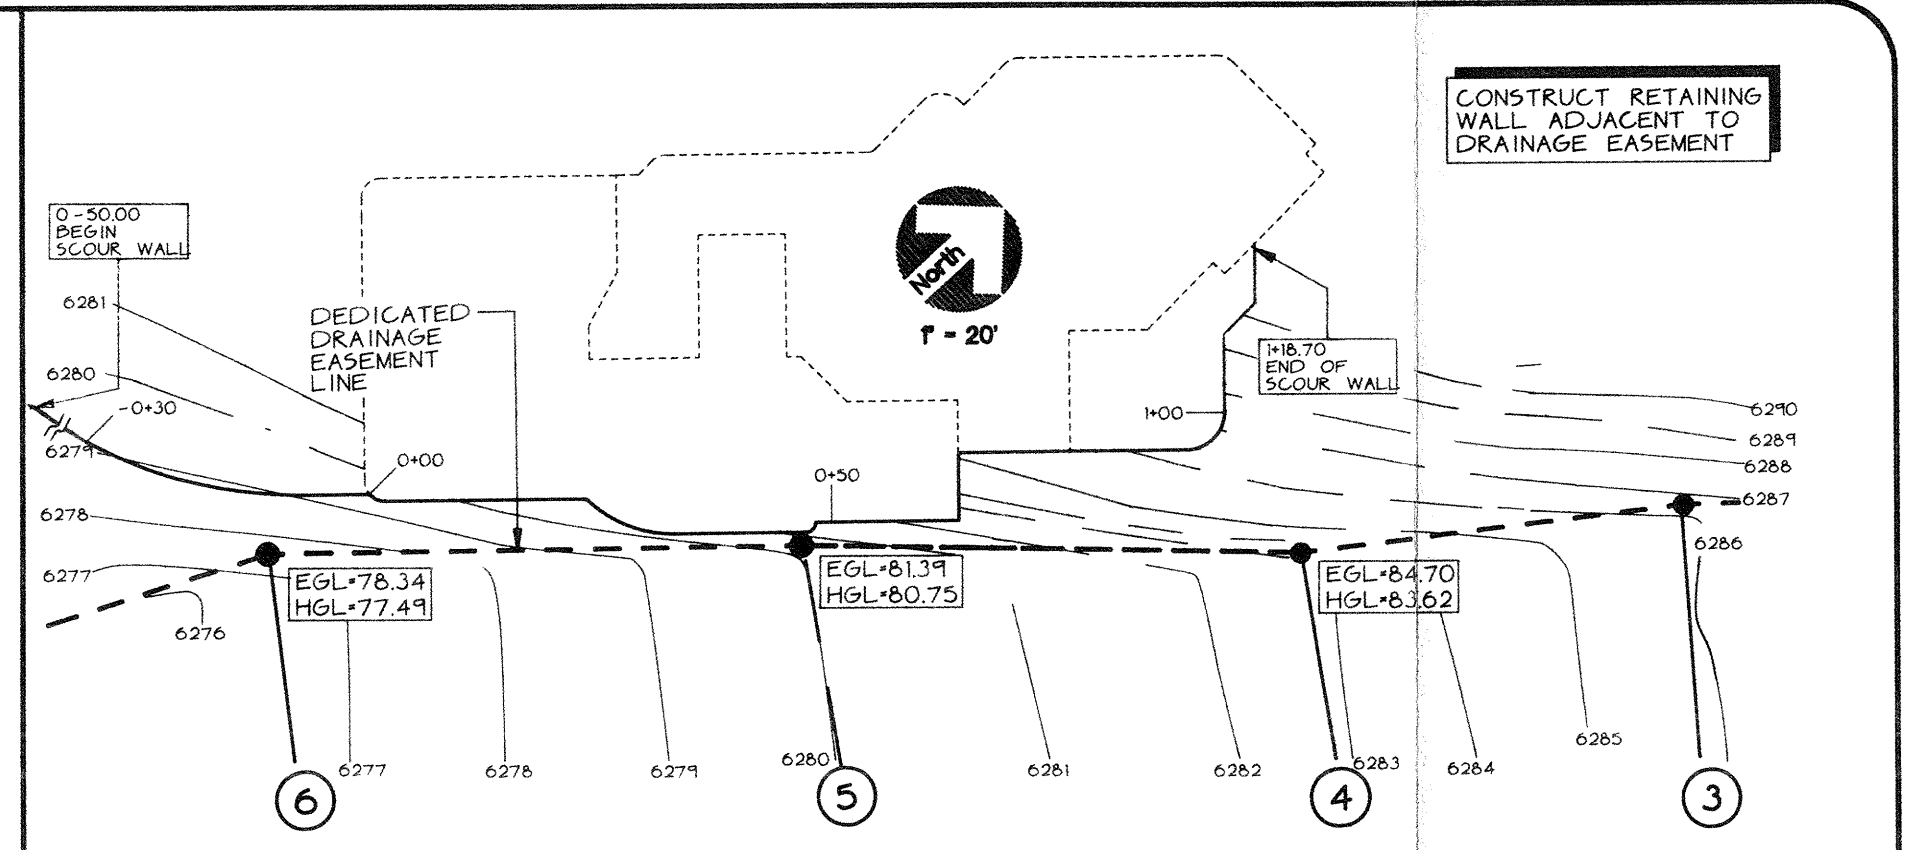 CONSTRUCT RETAINING
WALL ADJACENT TO
DRAINAGE EASEMENT
0-50.00
BEGIN
SCOUR WALL
North
1" = 20'
6281
DEDICATED
DRAINAGE
EASEMENT
LINE
1+18.70
END OF
SCOUR WALL
6280
-0+30
1+00
6290
6279
0+00
0+50
6289
6288
6287
6278
6286
6277
EGL=78.34
HGL=77.49
EGL=81.39
HGL=80.75
EGL=84.70
HGL=83.62
6276
6277
6278
6279
6280
6281
6282
6283
6284
6285
6
5
4
3